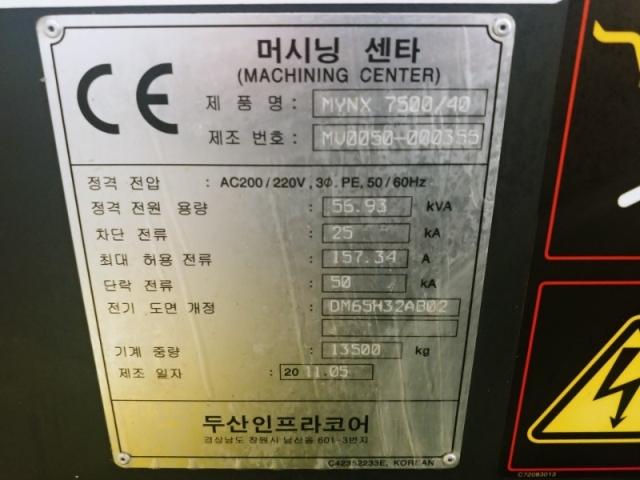 CE
머시닝 센타
(MACHINING CENTER)
제 품 명 : MYNX 7500/40
제조 번호 : MV0050-000355
정격 전압 : AC200/220V, 3Φ. PE, 50/60Hz
정격 전원 용량 : 56.93 kVA
차단 전류 : 25 kA
최대 허용 전류 : 157.34 A
단락 전류 : 50 kA
전기 도면 개정 : DM65H32AB02
기계 중량 : 13500 kg
제조 일자 : 20 11.05
두산인프라코어
경상남도 창원시 남산동 601-3번지
C42352233E, KOREAN
C72083013